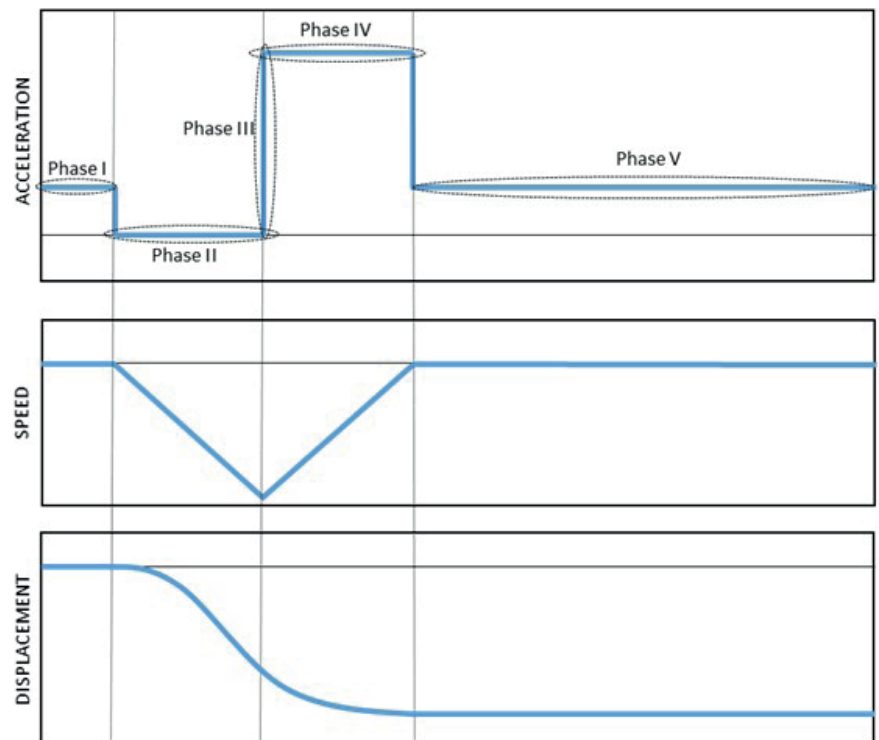 Phase IV
Phase III
Phase I
Phase V
Phase II
ACCELERATION
SPEED
DISPLACEMENT